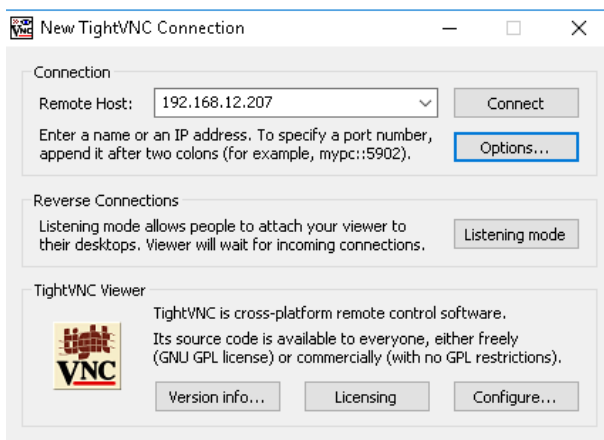 New TightVNC Connection
Connection
Remote Host: 192.168.12.207
Connect
Enter a name or an IP address. To specify a port number,
append it after two colons (for example, mypc::5902).
Options...
Reverse Connections
Listening mode allows people to attach your viewer to
their desktops. Viewer will wait for incoming connections.
Listening mode
TightVNC Viewer
tight
VNC
TightVNC is cross-platform remote control software.
Its source code is available to everyone, either freely
(GNU GPL license) or commercially (with no GPL restrictions).
Version info...
Licensing
Configure...